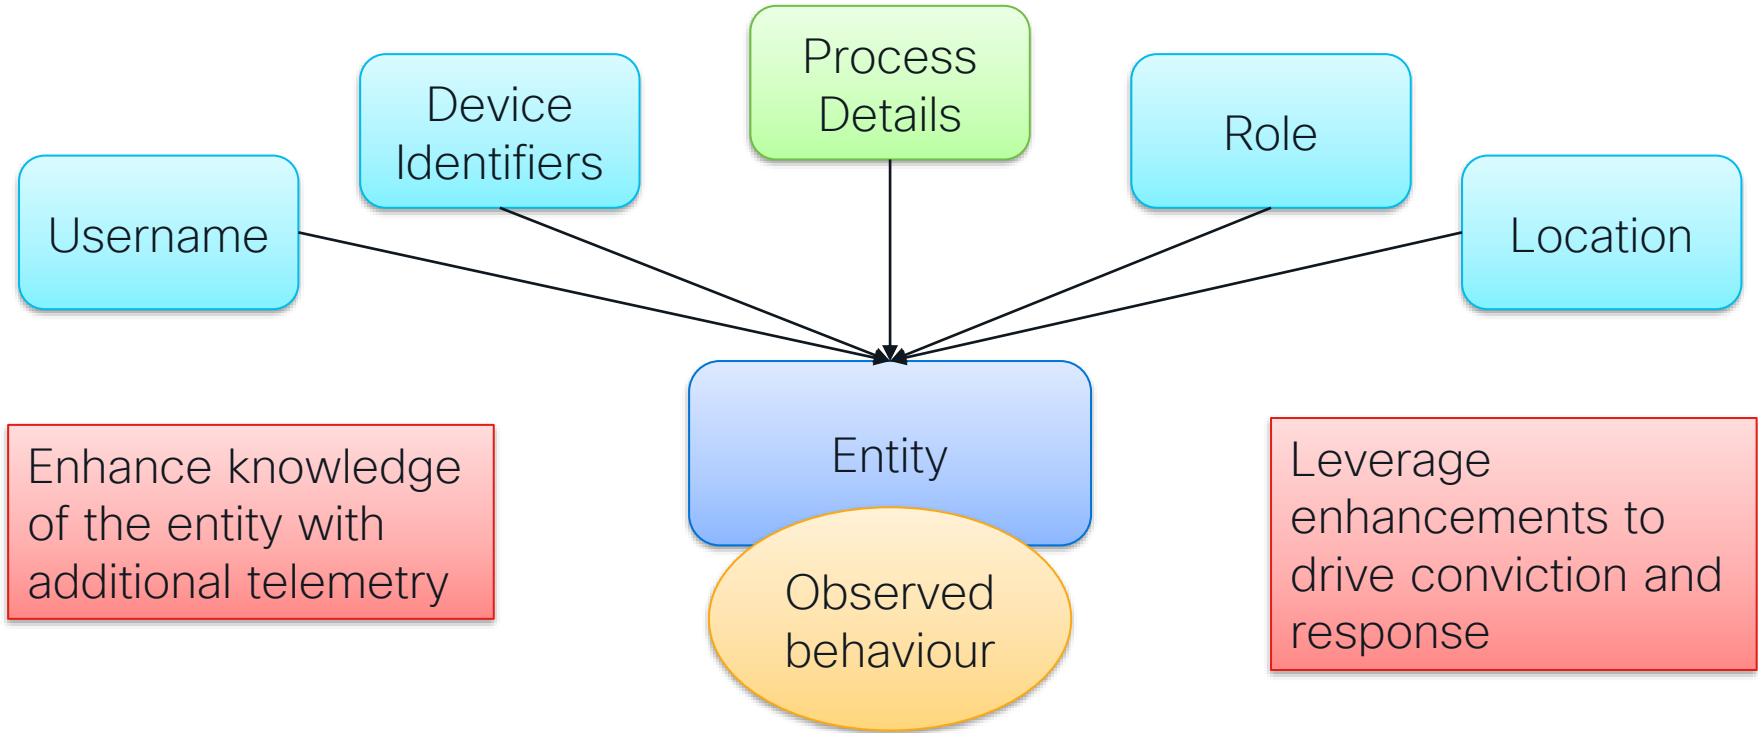 Process
Details
Device
Identifiers
Role
Username
Location
Entity
Enhance knowledge
of the entity with
additional telemetry
Leverage
enhancements to
drive conviction and
response
Observed
behaviour